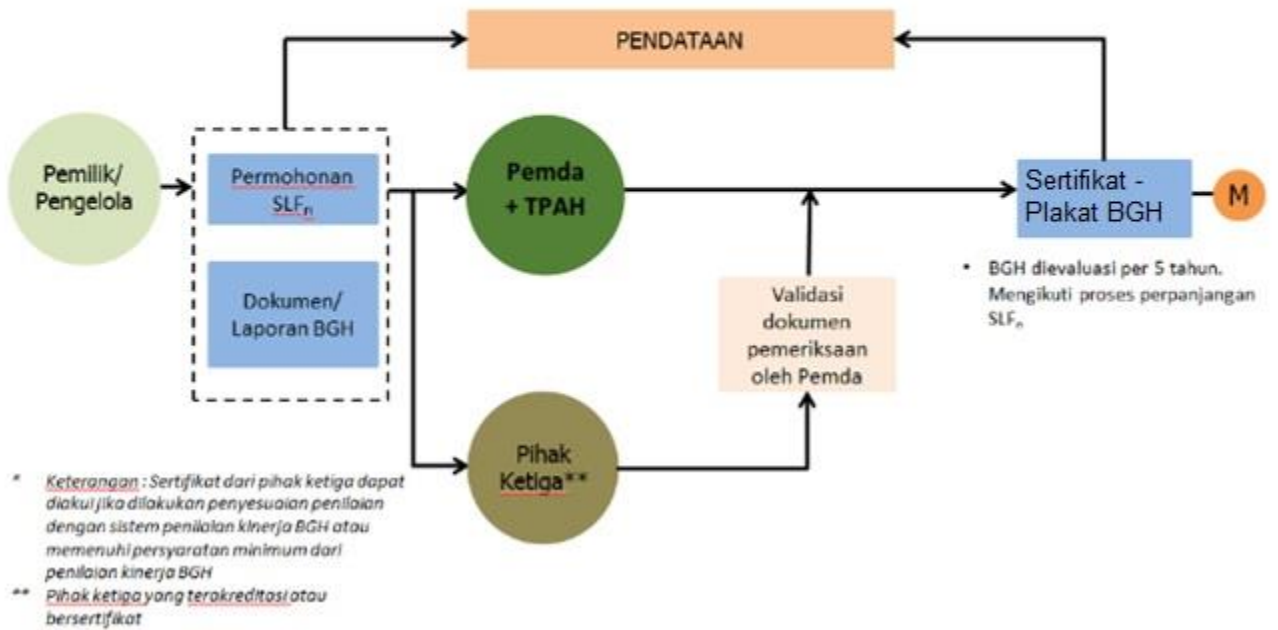 PENDATAAN
Pemilik/
Pengelola
Permohonan
SLFn
Dokumen/
Laporan BGH
Pemda
+ TPAH
Pihak
Ketiga**
Validasi
dokumen
pemeriksaan
oleh Pemda
Sertifikat -
Plakat BGH
M
• BGH dievaluasi per 5 tahun.
Mengikuti proses perpanjangan
SLFn
* Keterangan : Sertifikat dari pihak ketiga dapat
diakui jika dilakukan penyesuaian penilaian
dengan sistem penilaian kinerja BGH atau
memenuhi persyaratan minimum dari
penilaian kinerja BGH
** Pihak ketiga yang terakreditasi atau
bersertifikat